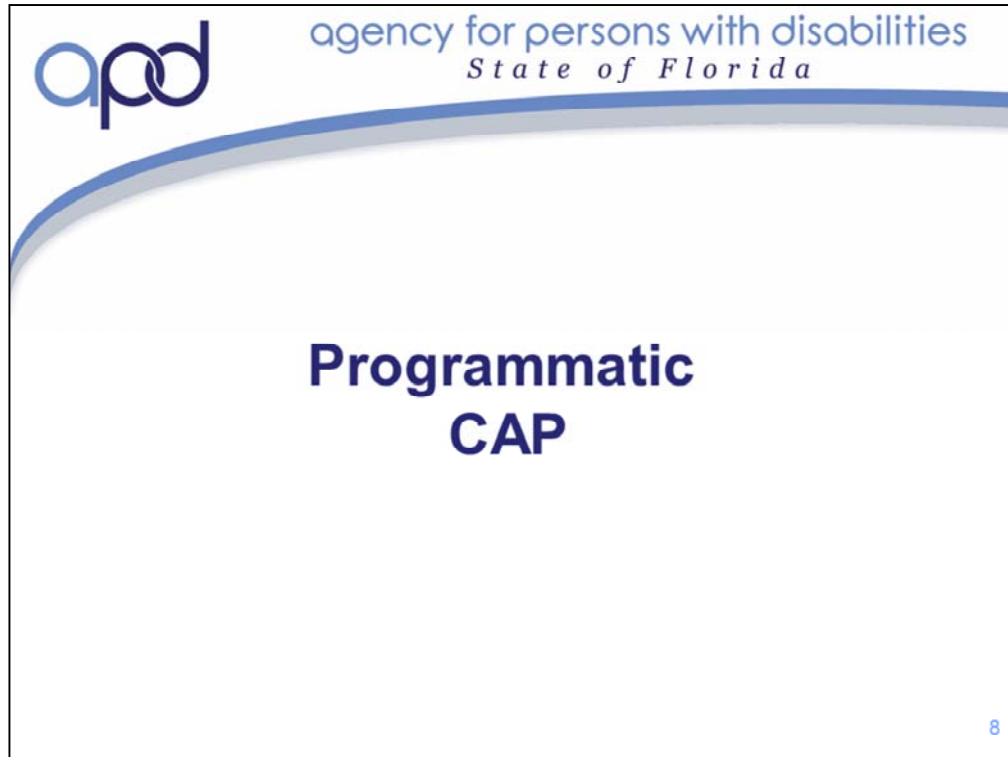 apd
agency for persons with disabilities
State of Florida
Programmatic
CAP
8